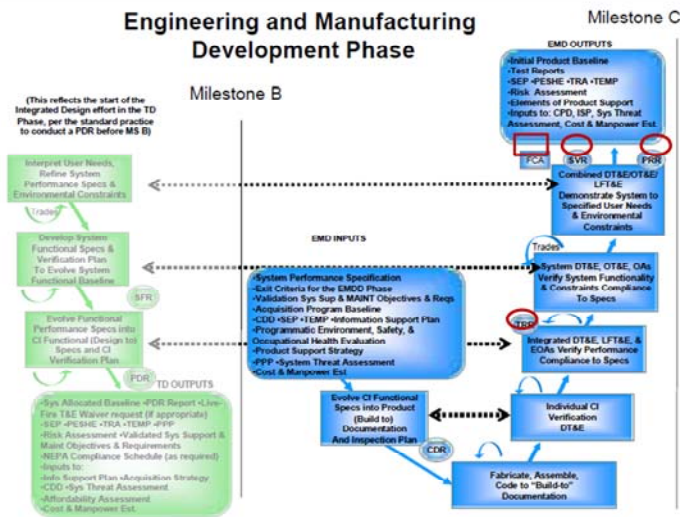 Engineering and Manufacturing
Development Phase
Milestone C
Milestone B
(This reflects the start of the
Integrated Design effort in the TD
Phase, per the standard practice
to conduct a PDR before MS B)
Interpret User Needs,
Refine System
Performance Specs &
Environmental Constraints
Trades
Develop System
Functional Specs &
Verification Plan
To Evolve System
Functional Baseline
SFR
Evolve Functional
Performance Specs into
CI Functional (Design to)
Specs and CI
Verification Plan
PDR
TD OUTPUTS
•Sys Allocated Baseline •PDR Report •Live-
Fire T&E Waiver request (if appropriate)
•SEP •PESHE •TRA •TEMP •PPP
•Risk Assessment •Validated Sys Support &
Maint Objectives & Requirements
•NEPA Compliance Schedule (as required)
•Inputs to:
Info Support Plan •Acquisition Strategy
•CDD •Sys Threat Assessment
•Affordability Assessment
•Cost & Manpower Est.
EMD INPUTS
•System Performance Specification
•Exit Criteria for the EMDD Phase
•Validation Sys Sup & MAINT Objectives & Reqs
•Acquisition Program Baseline
•CDD •SEP •TEMP •Information Support Plan
•Programmatic Environment, Safety, &
Occupational Health Evaluation
•Product Support Strategy
•PPP •System Threat Assessment
•Cost & Manpower Est
Evolve CI Functional
Specs into Product
(Build to)
Documentation
And Inspection Plan
CDR
Fabricate, Assemble,
Code to "Build-to"
Documentation
Individual CI
Verification
DT&E
Integrated DT&E, LFT&E, &
EOAs Verify Performance
Compliance to Specs
TRR
System DT&E, OT&E, OAs
Verify System Functionality
& Constraints Compliance
To Specs
Trades
Combined DT&E/OT&E/
LFT&E
Demonstrate System to
Specified User Needs
& Environmental
Constraints
FCA
SVR
PRR
EMD OUTPUTS
•Initial Product Baseline
•Test Reports
•SEP •PESHE •TRA •TEMP
•Risk Assessment
•Elements of Product Support
•Inputs to: CPD, ISP, Sys Threat
Assessment, Cost & Manpower Est.